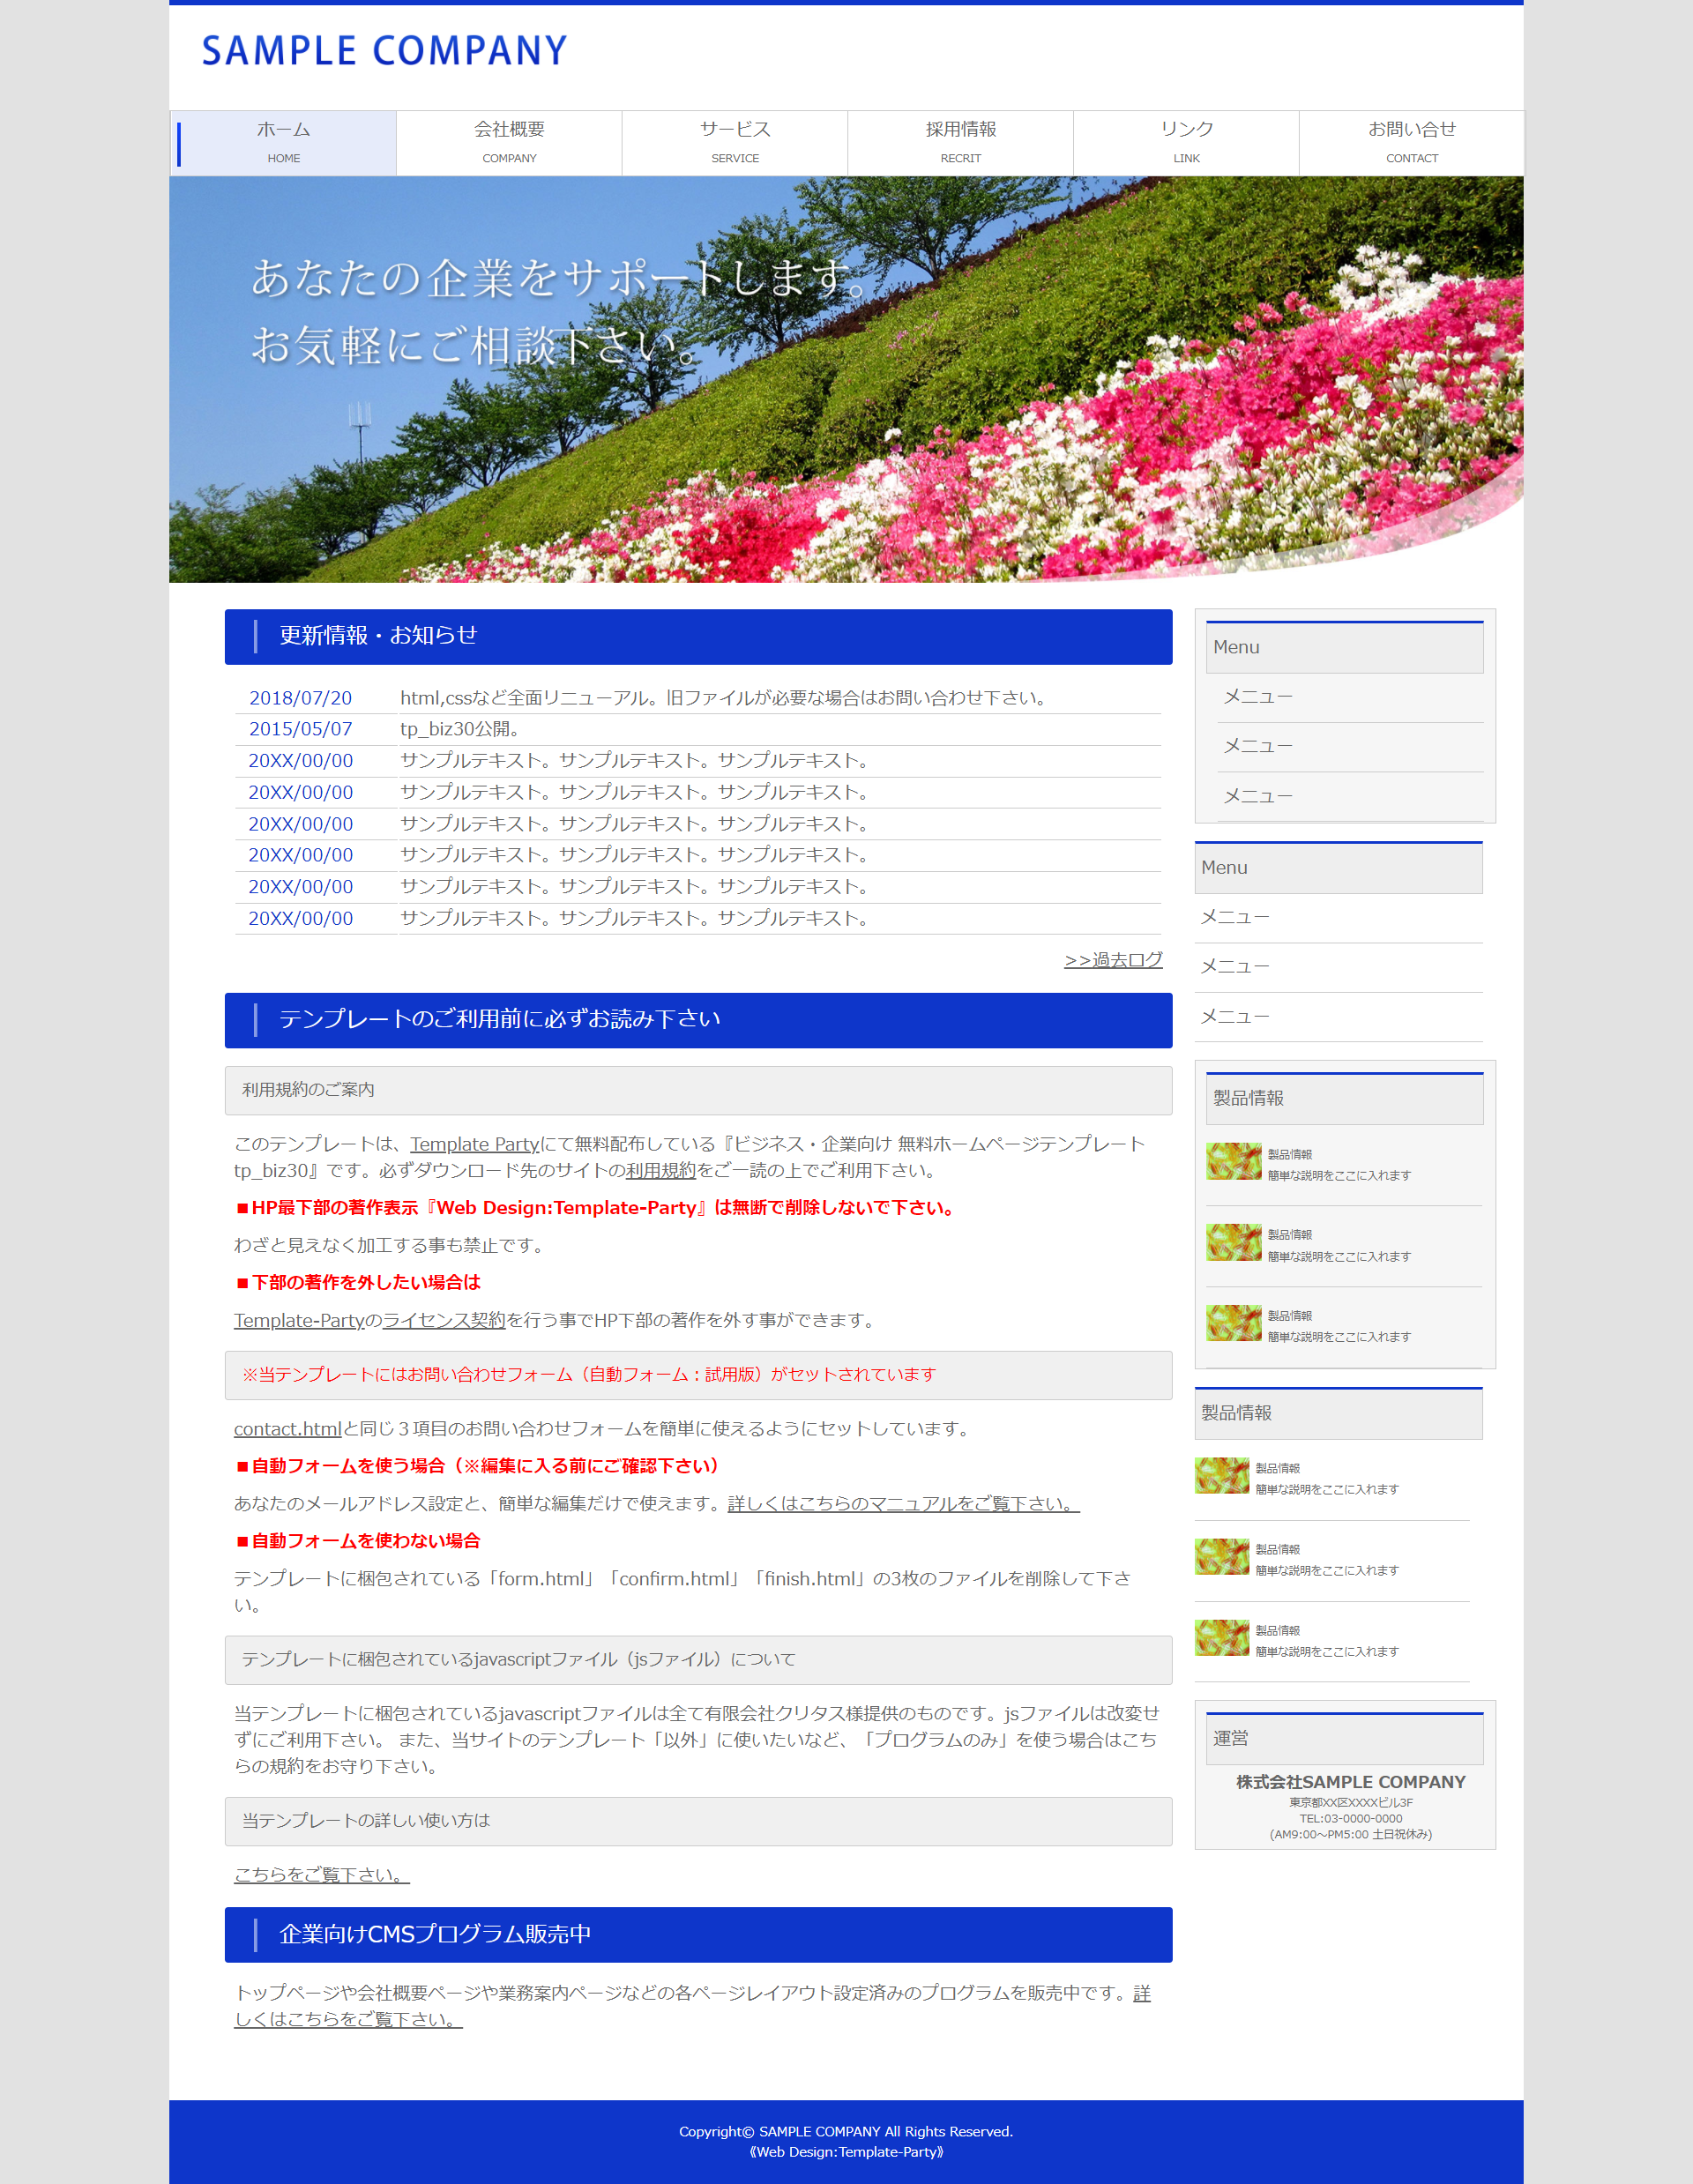 SAMPLE COMPANY
ホーム
HOME
会社概要
COMPANY
サービス
SERVICE
採用情報
RECRIT
リンク
LINK
お問い合せ
CONTACT
あなたの企業をサポートします。
お気軽にご相談下さい。
更新情報・お知らせ
2018/07/20 html,cssなど全面リニューアル。旧ファイルが必要な場合はお問い合わせ下さい。
2015/05/07 tp_biz30公開。
20XX/00/00 サンプルテキスト。サンプルテキスト。サンプルテキスト。
20XX/00/00 サンプルテキスト。サンプルテキスト。サンプルテキスト。
20XX/00/00 サンプルテキスト。サンプルテキスト。サンプルテキスト。
20XX/00/00 サンプルテキスト。サンプルテキスト。サンプルテキスト。
20XX/00/00 サンプルテキスト。サンプルテキスト。サンプルテキスト。
20XX/00/00 サンプルテキスト。サンプルテキスト。サンプルテキスト。
>>過去ログ
テンプレートのご利用前に必ずお読み下さい
利用規約のご案内
このテンプレートは、Template Partyにて無料配布している『ビジネス・企業向け 無料ホームページテンプレート
tp_biz30』です。必ずダウンロード先のサイトの利用規約をご一読の上でご利用下さい。
■HP最下部の著作表示『Web Design:Template-Party』は無断で削除しないで下さい。
わざと見えなく加工する事も禁止です。
■下部の著作を外したい場合は
Template-Partyのライセンス契約を行う事でHP下部の著作を外す事ができます。
※当テンプレートにはお問い合わせフォーム（自動フォーム：試用版）がセットされています
contact.htmlと同じ３項目のお問い合わせフォームを簡単に使えるようにセットしています。
■自動フォームを使う場合（※編集に入る前にご確認下さい）
あなたのメールアドレス設定と、簡単な編集だけで使えます。詳しくはこちらのマニュアルをご覧下さい。
■自動フォームを使わない場合
テンプレートに梱包されている「form.html」「confirm.html」「finish.html」の3枚のファイルを削除して下さ
い。
テンプレートに梱包されているjavascriptファイル（jsファイル）について
当テンプレートに梱包されているjavascriptファイルは全て有限会社クリタス様提供のものです。jsファイルは改変せ
ずにご利用下さい。 また、当サイトのテンプレート「以外」に使いたいなど、「プログラムのみ」を使う場合はこち
らの規約をお守り下さい。
当テンプレートの詳しい使い方は
こちらをご覧下さい。
企業向けCMSプログラム販売中
トップページや会社概要ページや業務案内ページなどの各ページレイアウト設定済みのプログラムを販売中です。詳
しくはこちらをご覧下さい。
Menu
メニュー
メニュー
メニュー
Menu
メニュー
メニュー
メニュー
製品情報
製品情報
簡単な説明をここに入れます
製品情報
簡単な説明をここに入れます
製品情報
簡単な説明をここに入れます
製品情報
製品情報
簡単な説明をここに入れます
製品情報
簡単な説明をここに入れます
製品情報
簡単な説明をここに入れます
運営
株式会社SAMPLE COMPANY
東京都XX区XXXXビル3F
TEL:03-0000-0000
(AM9:00～PM5:00 土日祝休み)
Copyright© SAMPLE COMPANY All Rights Reserved.
《Web Design:Template-Party》